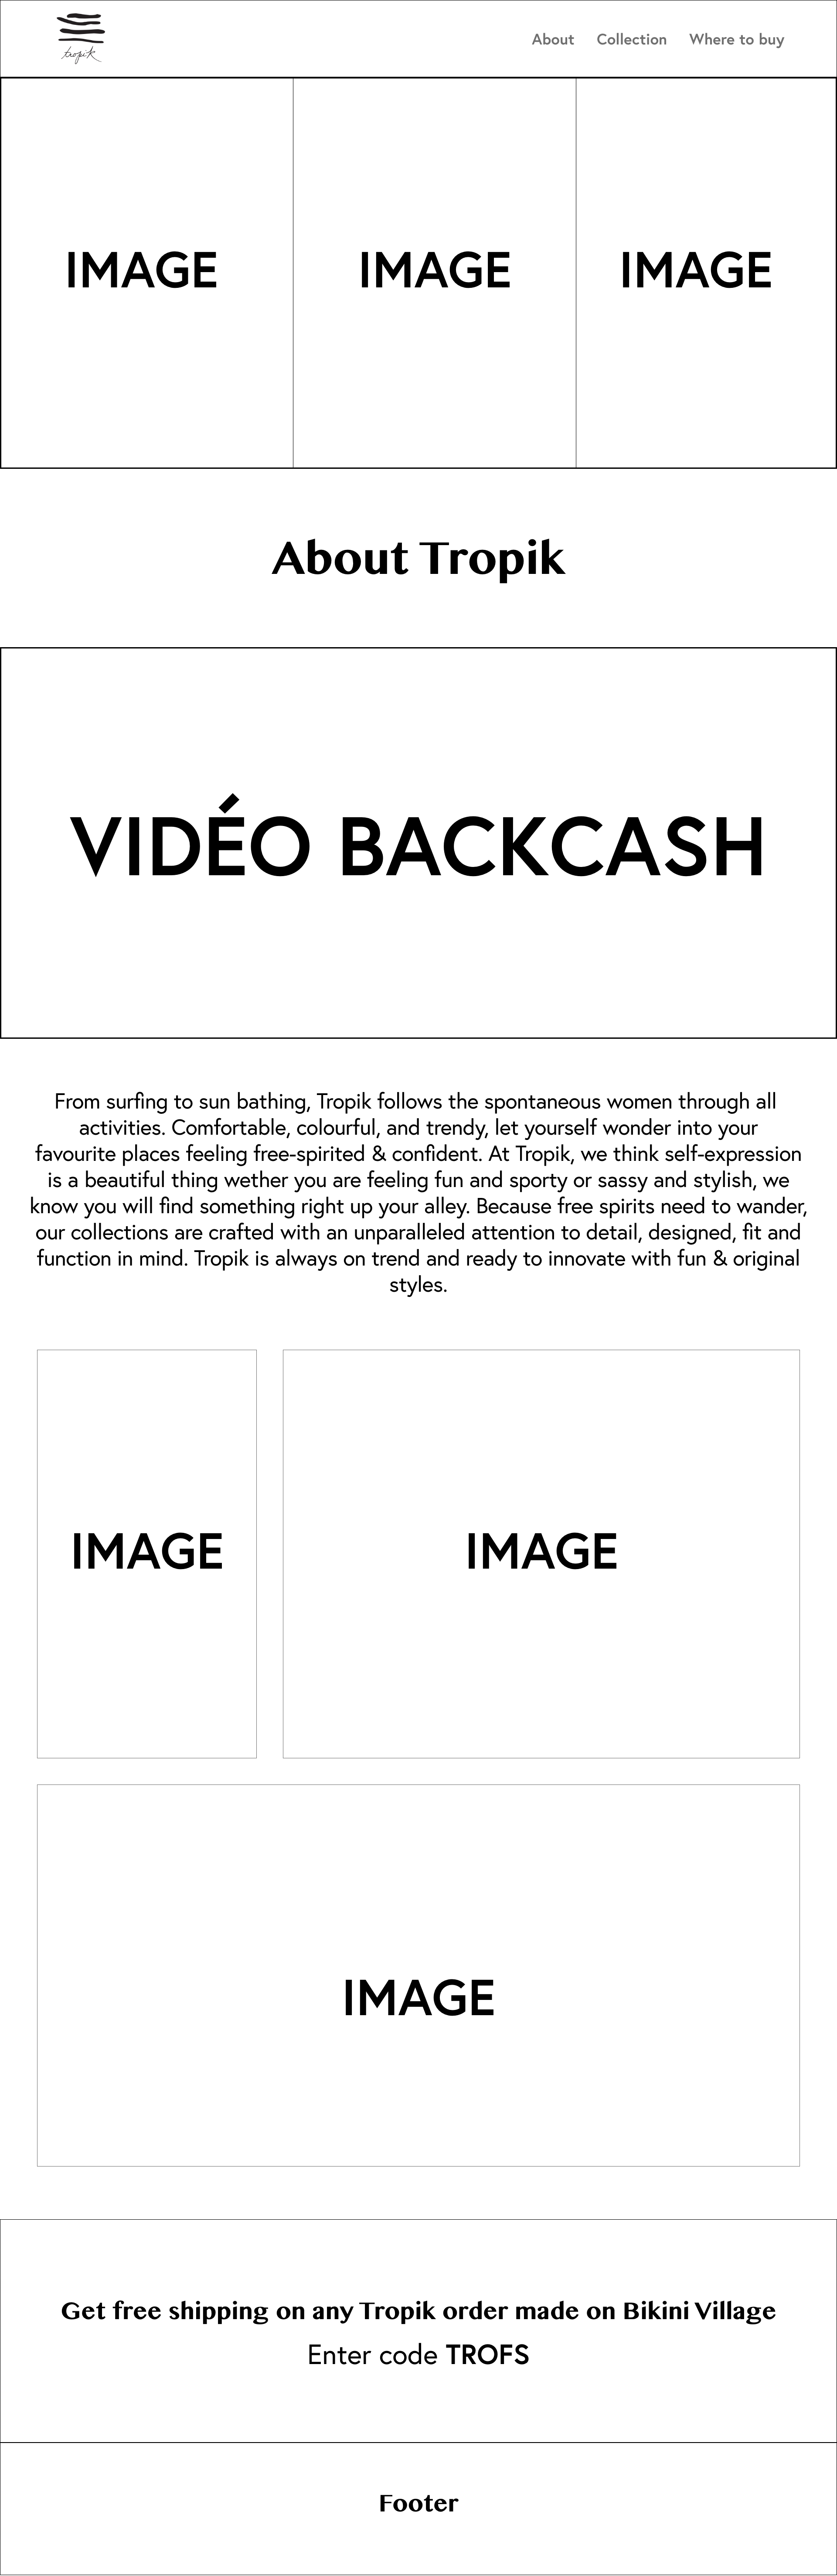 tropik
About Collection Where to buy
IMAGE IMAGE IMAGE
About Tropik
VIDÉO BACKCASH
From surfing to sun bathing, Tropik follows the spontaneous women through all
activities. Comfortable, colourful, and trendy, let yourself wonder into your
favourite places feeling free-spirited & confident. At Tropik, we think self-expression
is a beautiful thing wether you are feeling fun and sporty or sassy and stylish, we
know you will find something right up your alley. Because free spirits need to wander,
our collections are crafted with an unparalleled attention to detail, designed, fit and
function in mind. Tropik is always on trend and ready to innovate with fun & original
styles.
IMAGE IMAGE
IMAGE
Get free shipping on any Tropik order made on Bikini Village
Enter code TROFS
Footer